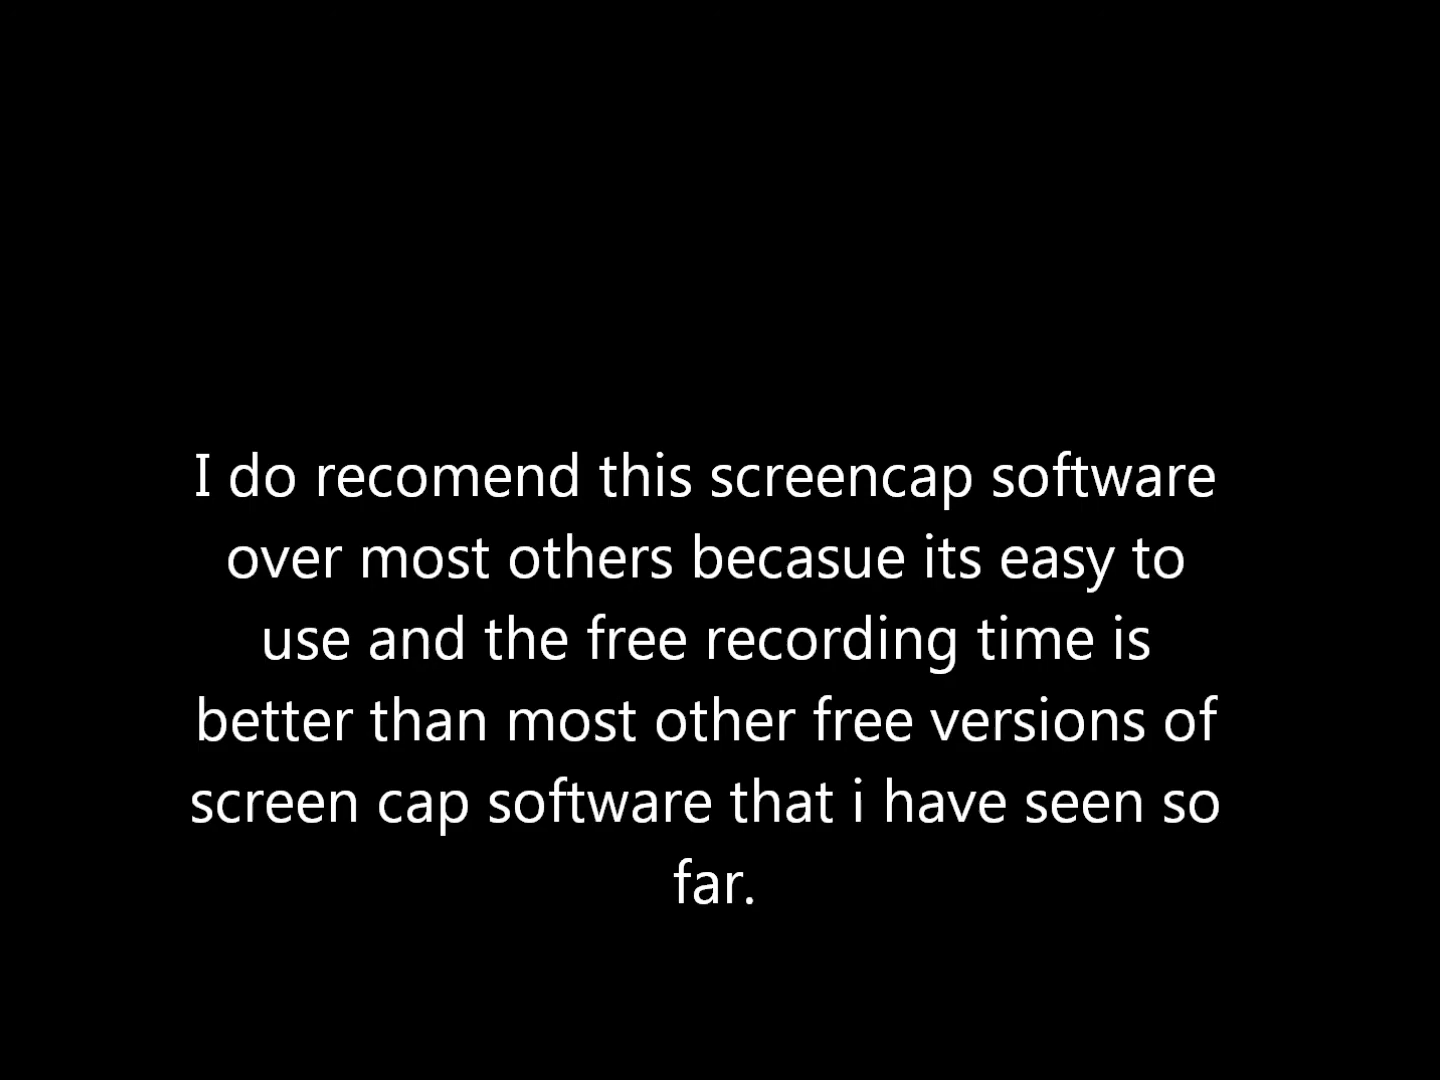 I do recomend this screencap software
over most others becasue its easy to
use and the free recording time is
better than most other free versions of
screen cap software that i have seen so
far.